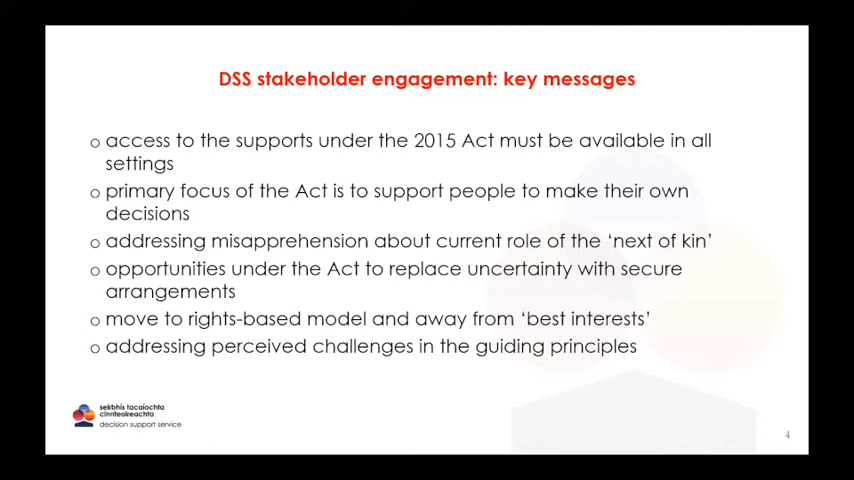 DSS stakeholder engagement: key messages
o access to the supports under the 2015 Act must be available in all
settings
o primary focus of the Act is to support people to make their own
decisions
o addressing misapprehension about current role of the ‘next of kin’
o opportunities under the Act to replace uncertainty with secure
arrangements
o move to rights-based model and away from ‘best interests’
o addressing perceived challenges in the guiding principles
seirbhís tacaíochta
cinnteoireachta
decision support service
4